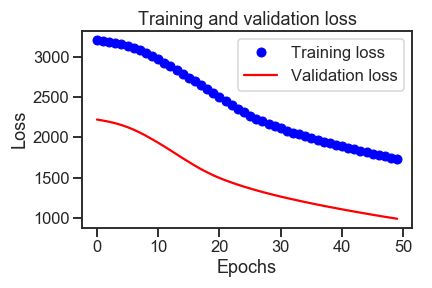 Training and validation loss
Training loss
Validation loss
3000
2500
2000
1500
1000
Loss
0
10
20
30
40
50
Epochs